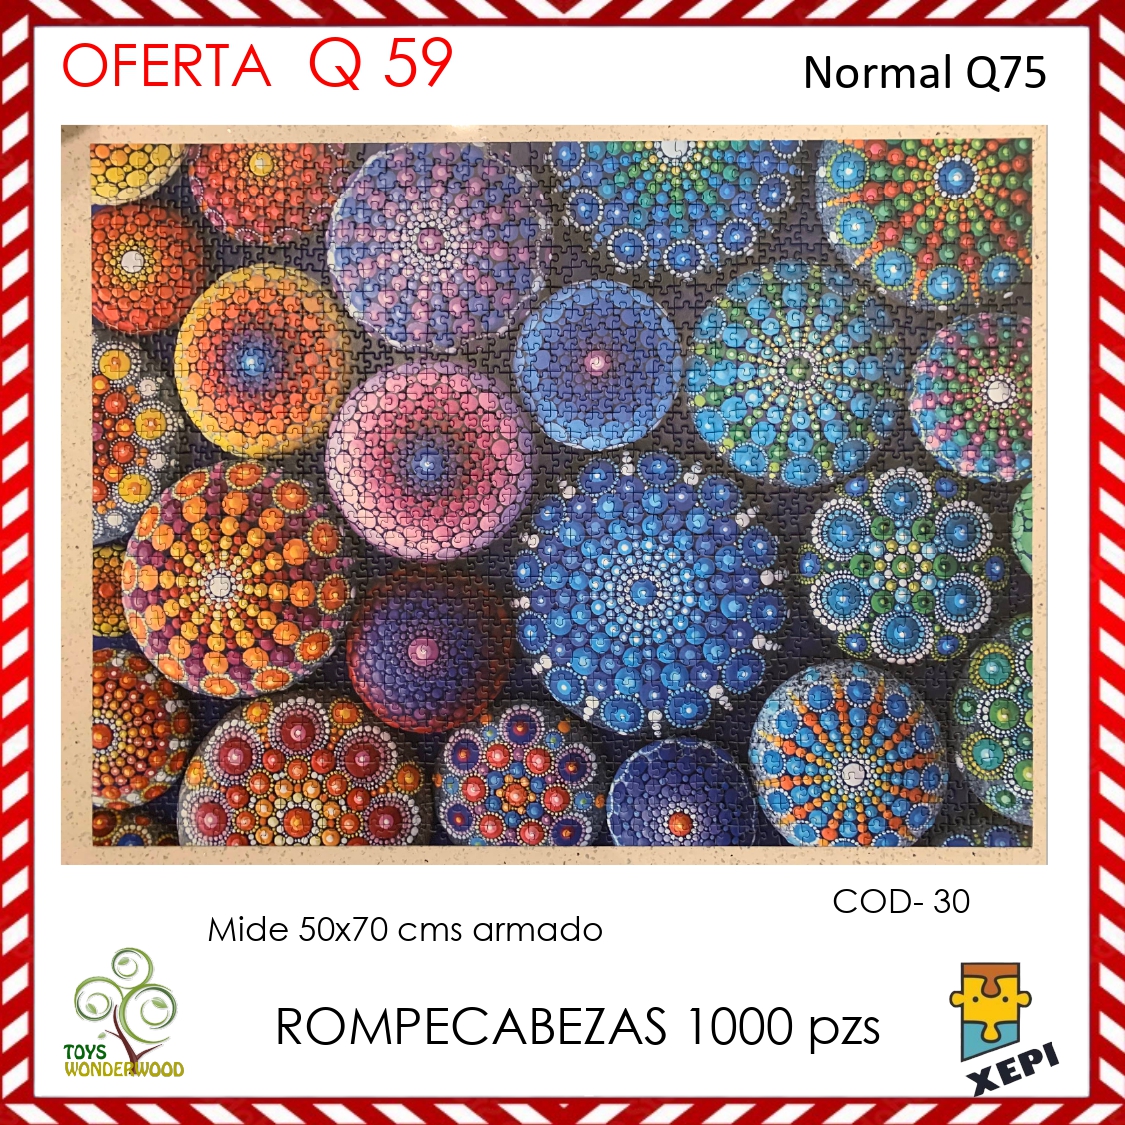 OFERTA Q 59
Normal Q75
COD- 30
Mide 50x70 cms armado
ROMPECABEZAS 1000 pzs
TOYS
WONDERWOOD
XEPI